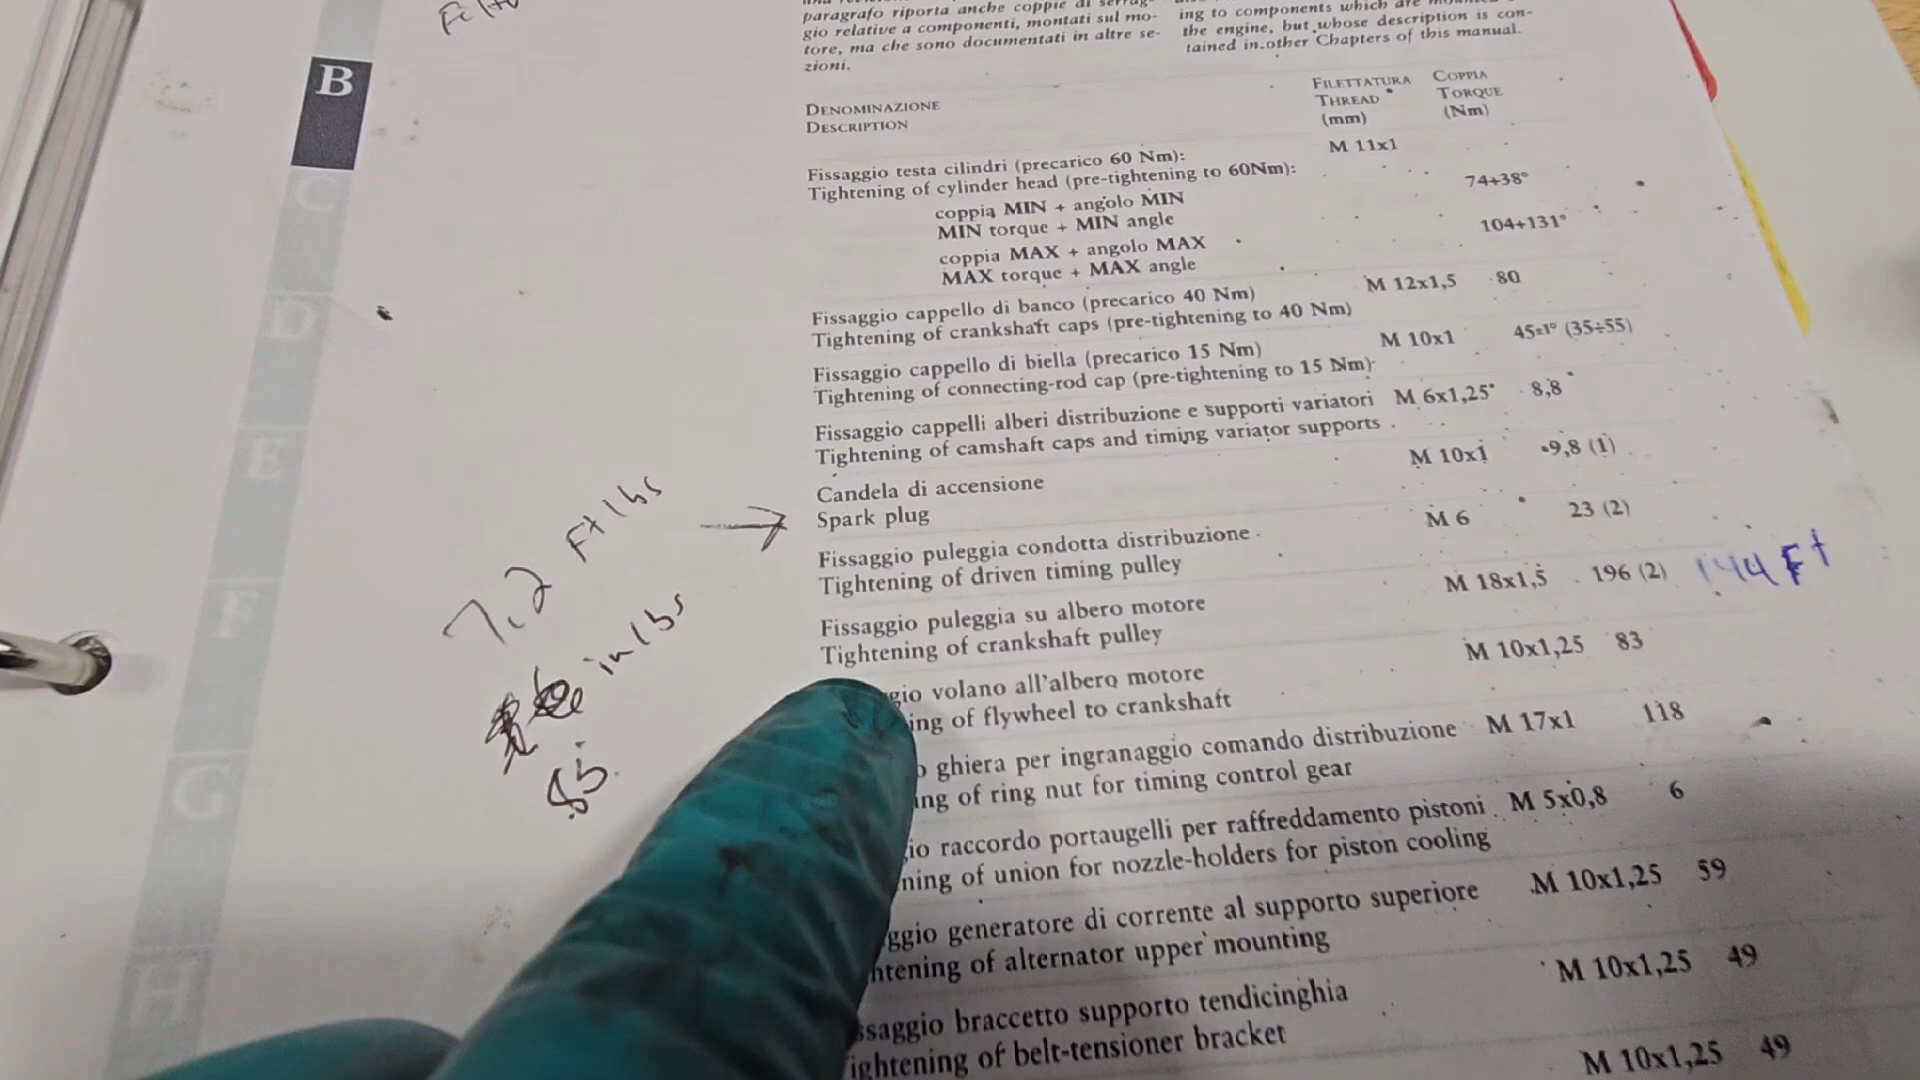 B
C
D
E
F
G
H
paragrafo riporta anche coppie di serrag-
gio relative a componenti, montati sul mo-
tore, ma che sono documentati in altre se-
zioni.
ing to components which are
the engine, but whose description is con-
tained in other Chapters of this manual.
DENOMINAZIONE
DESCRIPTION
FILETTATURA
THREAD
(mm)
COPPIA
TORQUE
(Nm)
Fissaggio testa cilindri (precarico 60 Nm): M 11x1
Tightening of cylinder head (pre-tightening to 60Nm):
coppia MIN + angolo MIN 74+38°
MIN torque + MIN angle
coppia MAX + angolo MAX 104+131°
MAX torque + MAX angle
Fissaggio cappello di banco (precarico 40 Nm) M 12x1,5 80
Tightening of crankshaft caps (pre-tightening to 40 Nm)
Fissaggio cappello di biella (precarico 15 Nm) M 10x1 45±1° (35÷55)
Tightening of connecting-rod cap (pre-tightening to 15 Nm)
Fissaggio cappelli alberi distribuzione e supporti variatori M 6x1,25 8,8
Tightening of camshaft caps and timing variator supports
Candela di accensione M 10x1 9,8 (1)
Spark plug
7.2 Ft lbs
in lbs
85
Fissaggio puleggia condotta distribuzione M 6 23 (2)
Tightening of driven timing pulley
Fissaggio puleggia su albero motore M 18x1,5 196 (2) 144 Ft
Tightening of crankshaft pulley
gio volano all'albero motore M 10x1,25 83
ing of flywheel to crankshaft
o ghiera per ingranaggio comando distribuzione M 17x1 118
ing of ring nut for timing control gear
gio raccordo portaugelli per raffreddamento pistoni M 5x0,8 6
ning of union for nozzle-holders for piston cooling
ggio generatore di corrente al supporto superiore M 10x1,25 59
htening of alternator upper mounting
ssaggio braccetto supporto tendicinghia M 10x1,25 49
ightening of belt-tensioner bracket
M 10x1,25 49